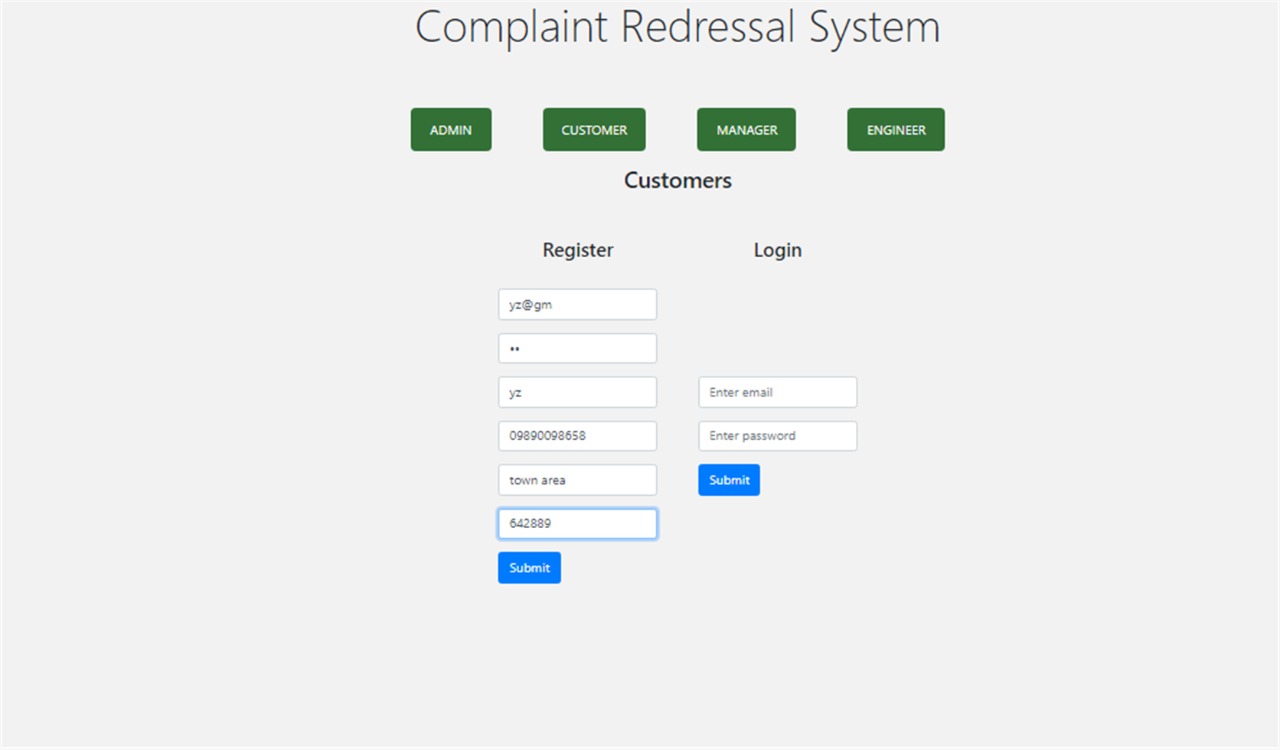 Complaint Redressal System
ADMIN CUSTOMER MANAGER ENGINEER
Customers
Register
yz@gm
••
yz
09890098658
town area
642889
Submit
Login
Enter email
Enter password
Submit